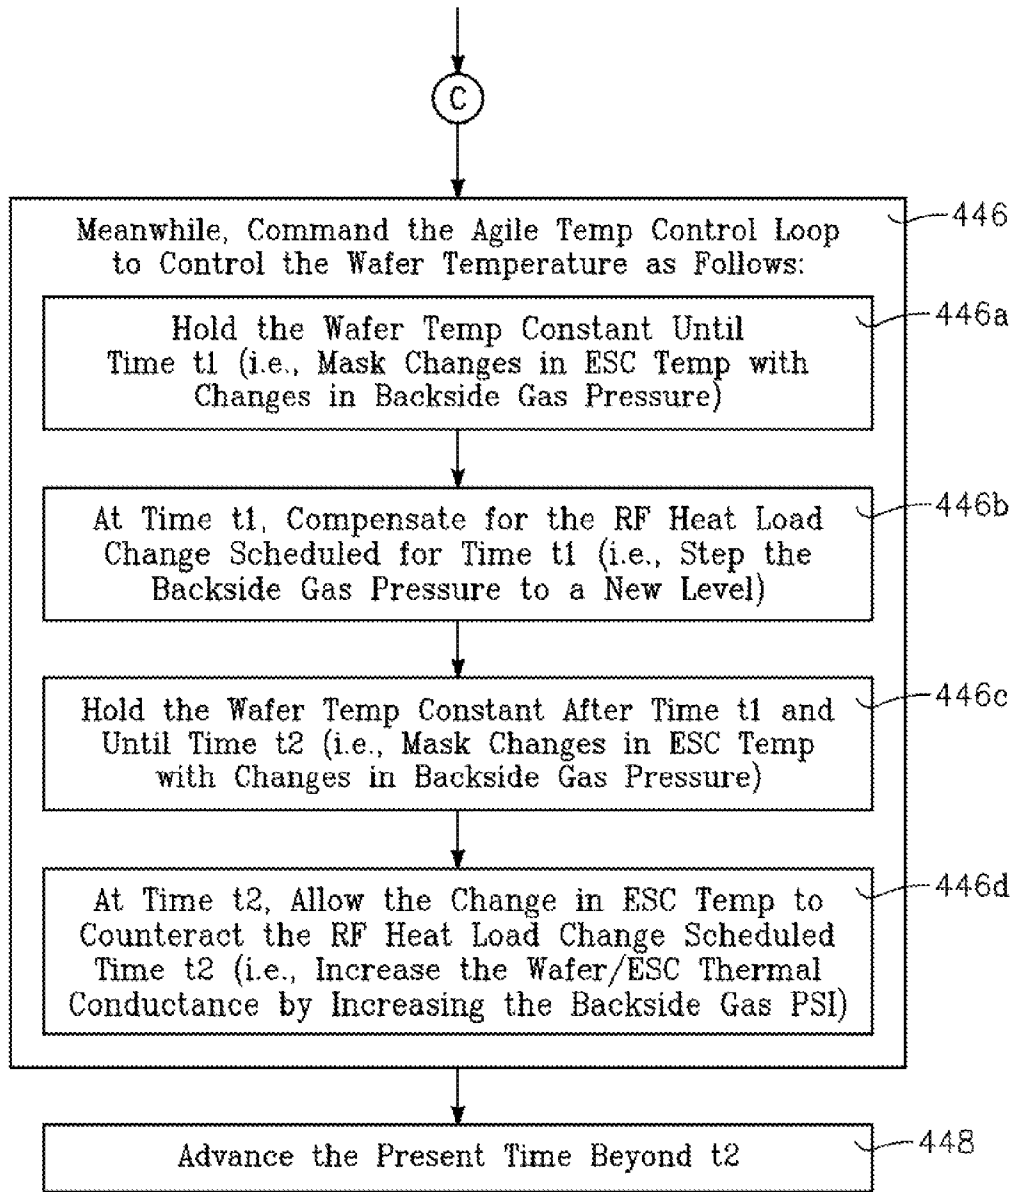 C
446
Meanwhile, Command the Agile Temp Control Loop
to Control the Wafer Temperature as Follows:
446a
Hold the Wafer Temp Constant Until
Time t1 (i.e., Mask Changes in ESC Temp with
Changes in Backside Gas Pressure)
446b
At Time t1, Compensate for the RF Heat Load
Change Scheduled for Time t1 (i.e., Step the
Backside Gas Pressure to a New Level)
446c
Hold the Wafer Temp Constant After Time t1 and
Until Time t2 (i.e., Mask Changes in ESC Temp
with Changes in Backside Gas Pressure)
446d
At Time t2, Allow the Change in ESC Temp to
Counteract the RF Heat Load Change Scheduled
Time t2 (i.e., Increase the Wafer/ESC Thermal
Conductance by Increasing the Backside Gas PSI)
448
Advance the Present Time Beyond t2